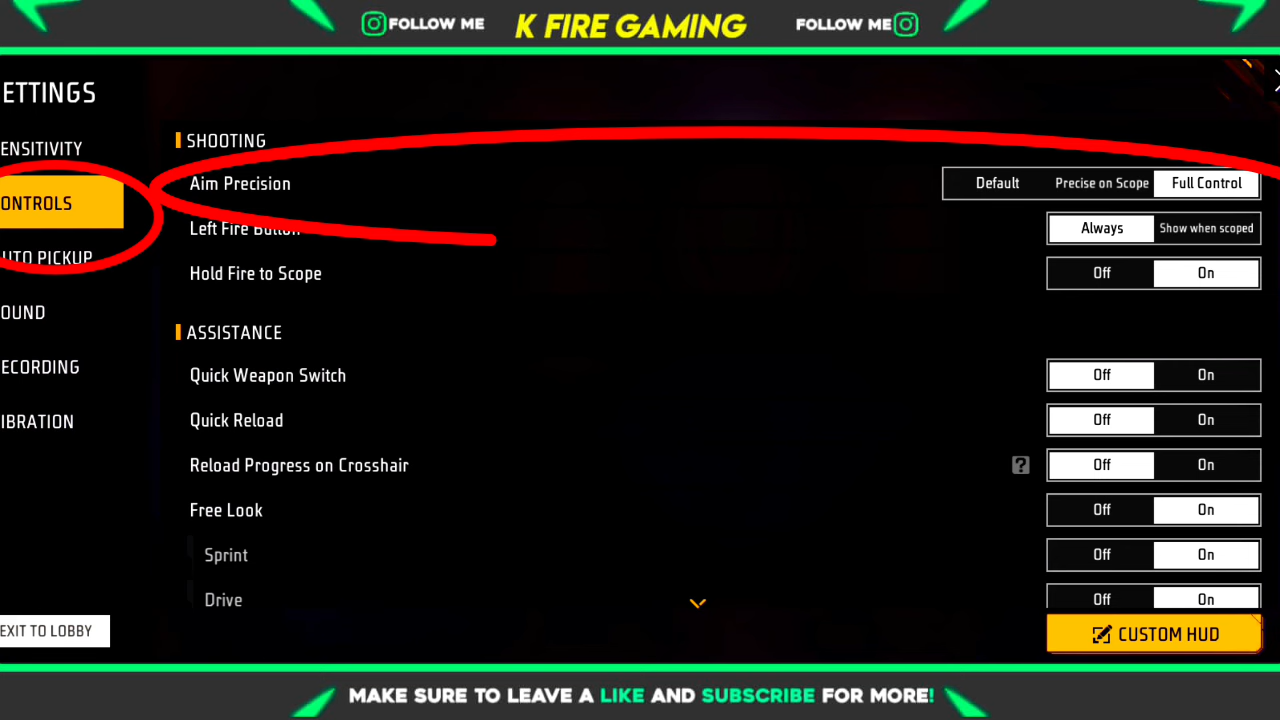 FOLLOW ME K FIRE GAMING FOLLOW ME
ETTINGS
ENSITIVITY
ONTROLS
UTO PICKUP
OUND
ECORDING
IBRATION
EXIT TO LOBBY
SHOOTING
Aim Precision Default Precise on Scope Full Control
Left Fire Button Always Show when scoped
Hold Fire to Scope Off On
ASSISTANCE
Quick Weapon Switch Off On
Quick Reload Off On
Reload Progress on Crosshair ? Off On
Free Look Off On
Sprint Off On
Drive Off On
CUSTOM HUD
MAKE SURE TO LEAVE A LIKE AND SUBSCRIBE FOR MORE!